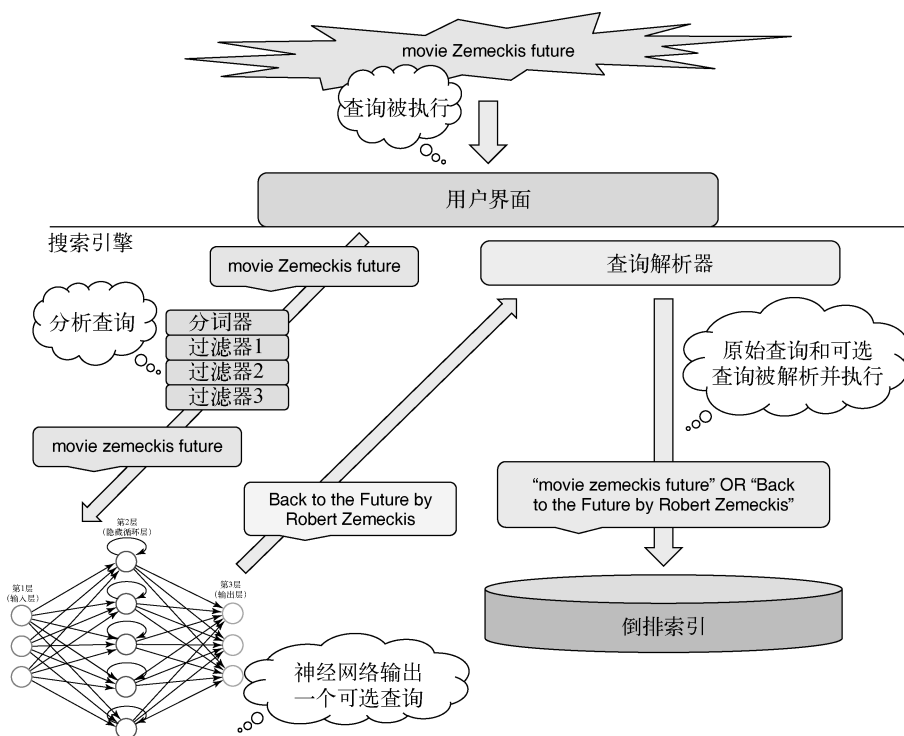 movie Zemeckis future
查询被执行
用户界面
搜索引擎
movie Zemeckis future
查询解析器
分析查询
分词器
过滤器1
过滤器2
过滤器3
原始查询和可选
查询被解析并执行
movie zemeckis future
Back to the Future by
Robert Zemeckis
“movie zemeckis future” OR “Back
to the Future by Robert Zemeckis”
第1层
(输入层)
第2层
(隐藏循环层)
第3层
(输出层)
倒排索引
神经网络输出
一个可选查询